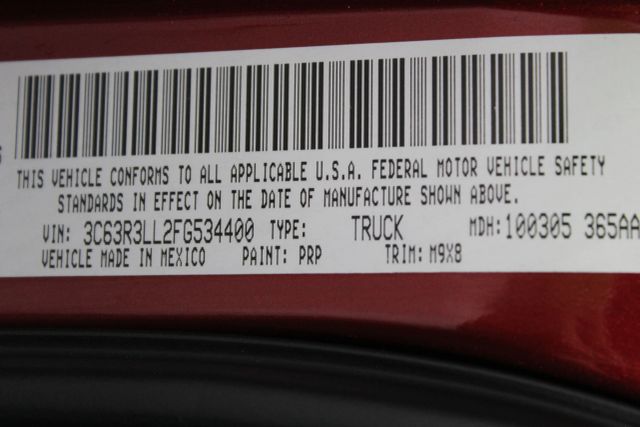 THIS VEHICLE CONFORMS TO ALL APPLICABLE U.S.A. FEDERAL MOTOR VEHICLE SAFETY
STANDARDS IN EFFECT ON THE DATE OF MANUFACTURE SHOWN ABOVE.
VIN: 3C63R3LL2FG534400 TYPE: TRUCK MDH:100305 365AA
VEHICLE MADE IN MEXICO PAINT: PRP TRIM: M9X8